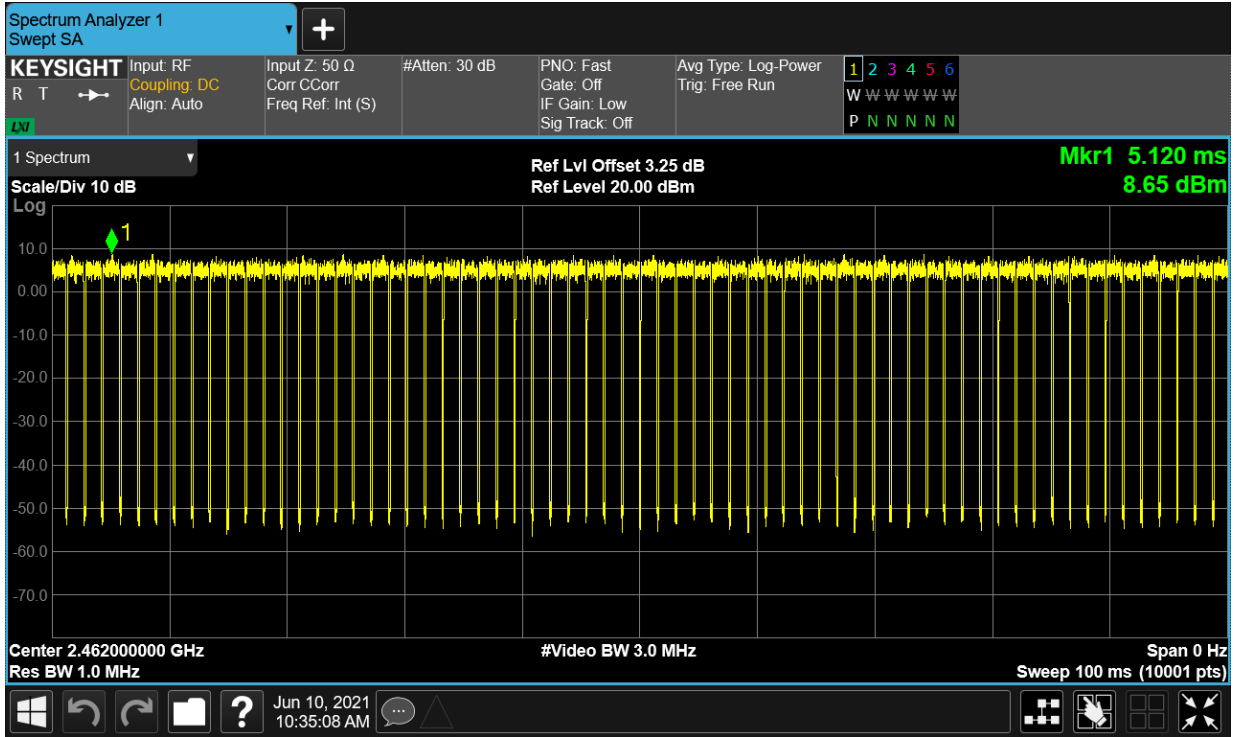 Spectrum Analyzer 1
Swept SA
+
KEYSIGHT Input: RF Input Z: 50 Ω #Atten: 30 dB PNO: Fast Avg Type: Log-Power 1 2 3 4 5 6
R T Coupling: DC Corr CCorr Gate: Off Trig: Free Run W W W W W W
Align: Auto Freq Ref: Int (S) IF Gain: Low
LXI Sig Track: Off P N N N N N
1 Spectrum
Ref Lvl Offset 3.25 dB Mkr1 5.120 ms
Scale/Div 10 dB Ref Level 20.00 dBm 8.65 dBm
Log
1
10.0
0.00
-10.0
-20.0
-30.0
-40.0
-50.0
-60.0
-70.0
Center 2.462000000 GHz #Video BW 3.0 MHz Span 0 Hz
Res BW 1.0 MHz Sweep 100 ms (10001 pts)
? Jun 10, 2021
10:35:08 AM